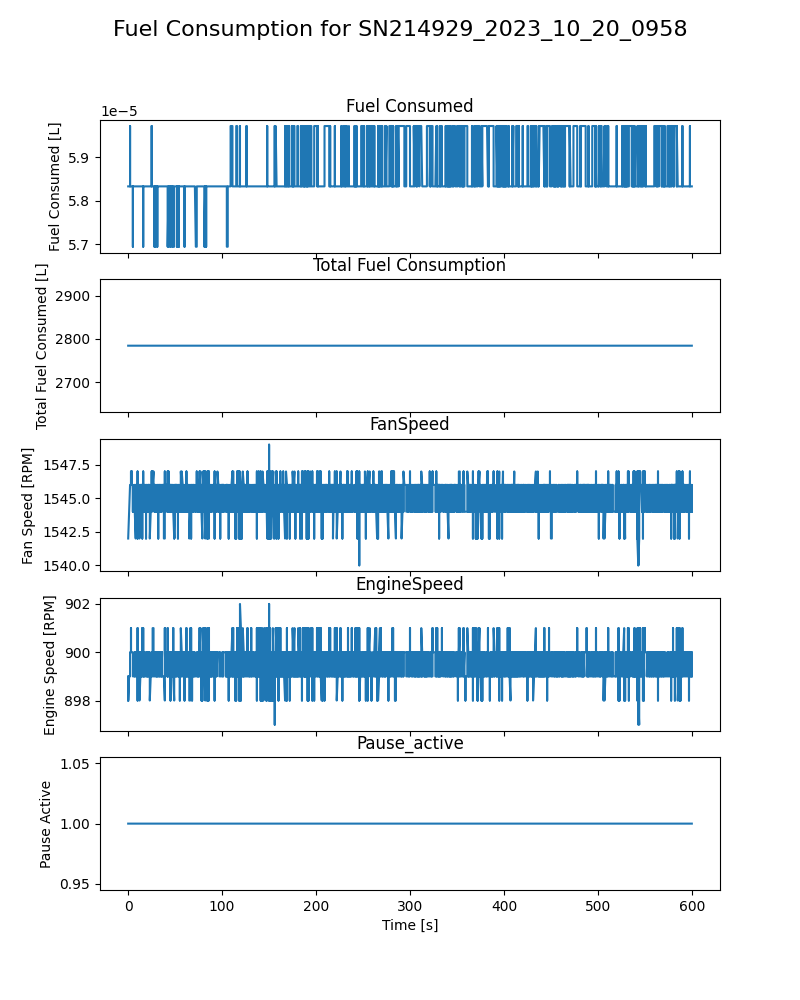 Fuel Consumption for SN214929_2023_10_20_0958
1e−5
Fuel Consumed
Fuel Consumed [L]
5.9
5.8
5.7
Total Fuel Consumption
Total Fuel Consumed [L]
2900
2800
2700
FanSpeed
Fan Speed [RPM]
1547.5
1545.0
1542.5
1540.0
EngineSpeed
Engine Speed [RPM]
902
900
898
Pause_active
Pause Active
1.05
1.00
0.95
0 100 200 300 400 500 600
Time [s]